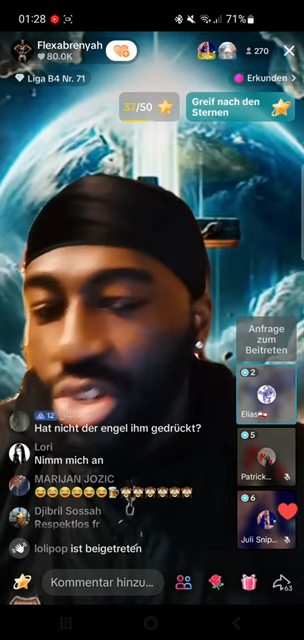 01:28
71%
Flexabrenyah
80.0K
270
Liga B4 Nr. 71
Erkunden >
37/50
Greif nach den
Sternen
Anfrage
zum
Beitreten
2
Elias
5
Patrick...
6
Juli Snip...
12
Hat nicht der engel ihm gedrückt?
Lori
Nimm mich an
MARIJAN JOZIC
😂😂😂😂😂😂🍺🙈🙈🙈🙈🙈🙈
Djibril Sossah
Respektlos fr
lolipop ist beigetreten
Kommentar hinzu...
63